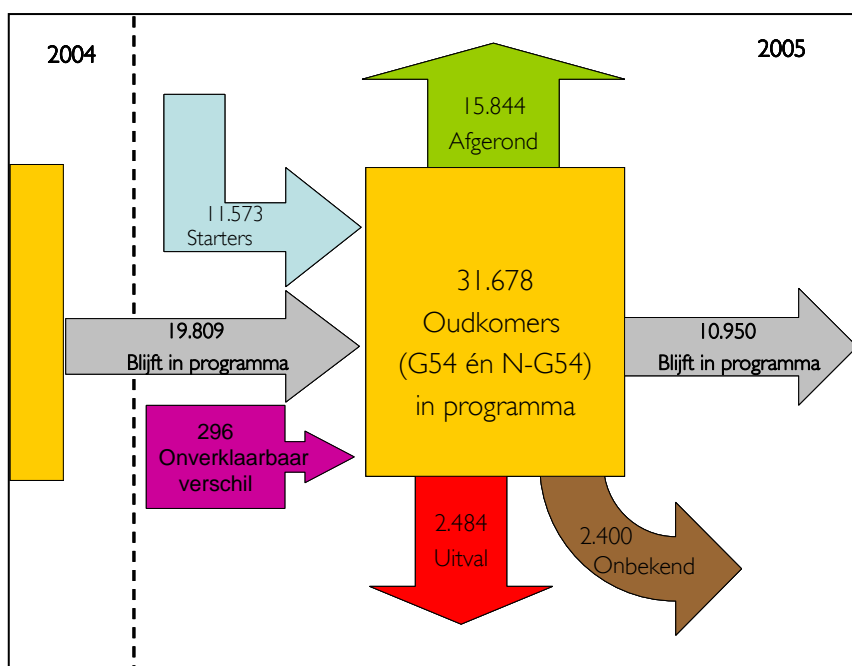 2004
2005
15.844
Afgerond
11.573
Starters
31.678
Oudkomers
(G54 én N-G54)
in programma
19.809
Blijft in programma
10.950
Blijft in programma
296
Onverklaarbaar
verschil
2.484
Uitval
2.400
Onbekend